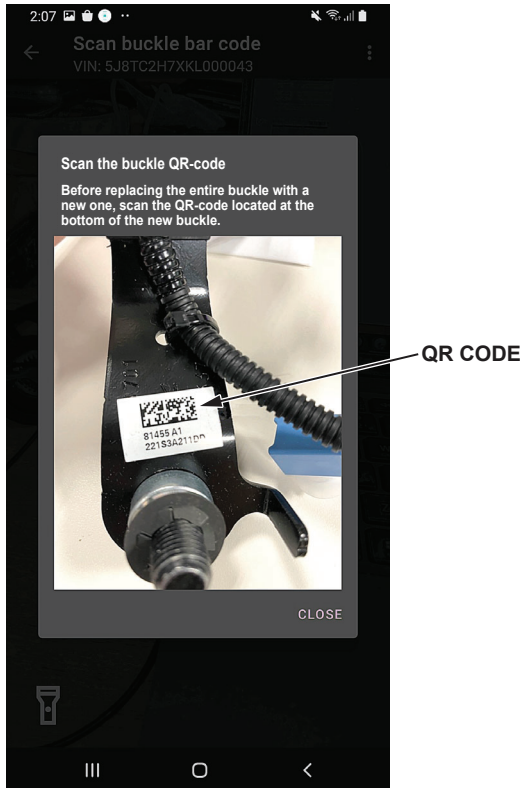 2:07
Scan buckle bar code
VIN: 5J8TC2H7XKL000043
Scan the buckle QR-code
Before replacing the entire buckle with a
new one, scan the QR-code located at the
bottom of the new buckle.
QR CODE
701
81455 A1
221S3A211DD
CLOSE